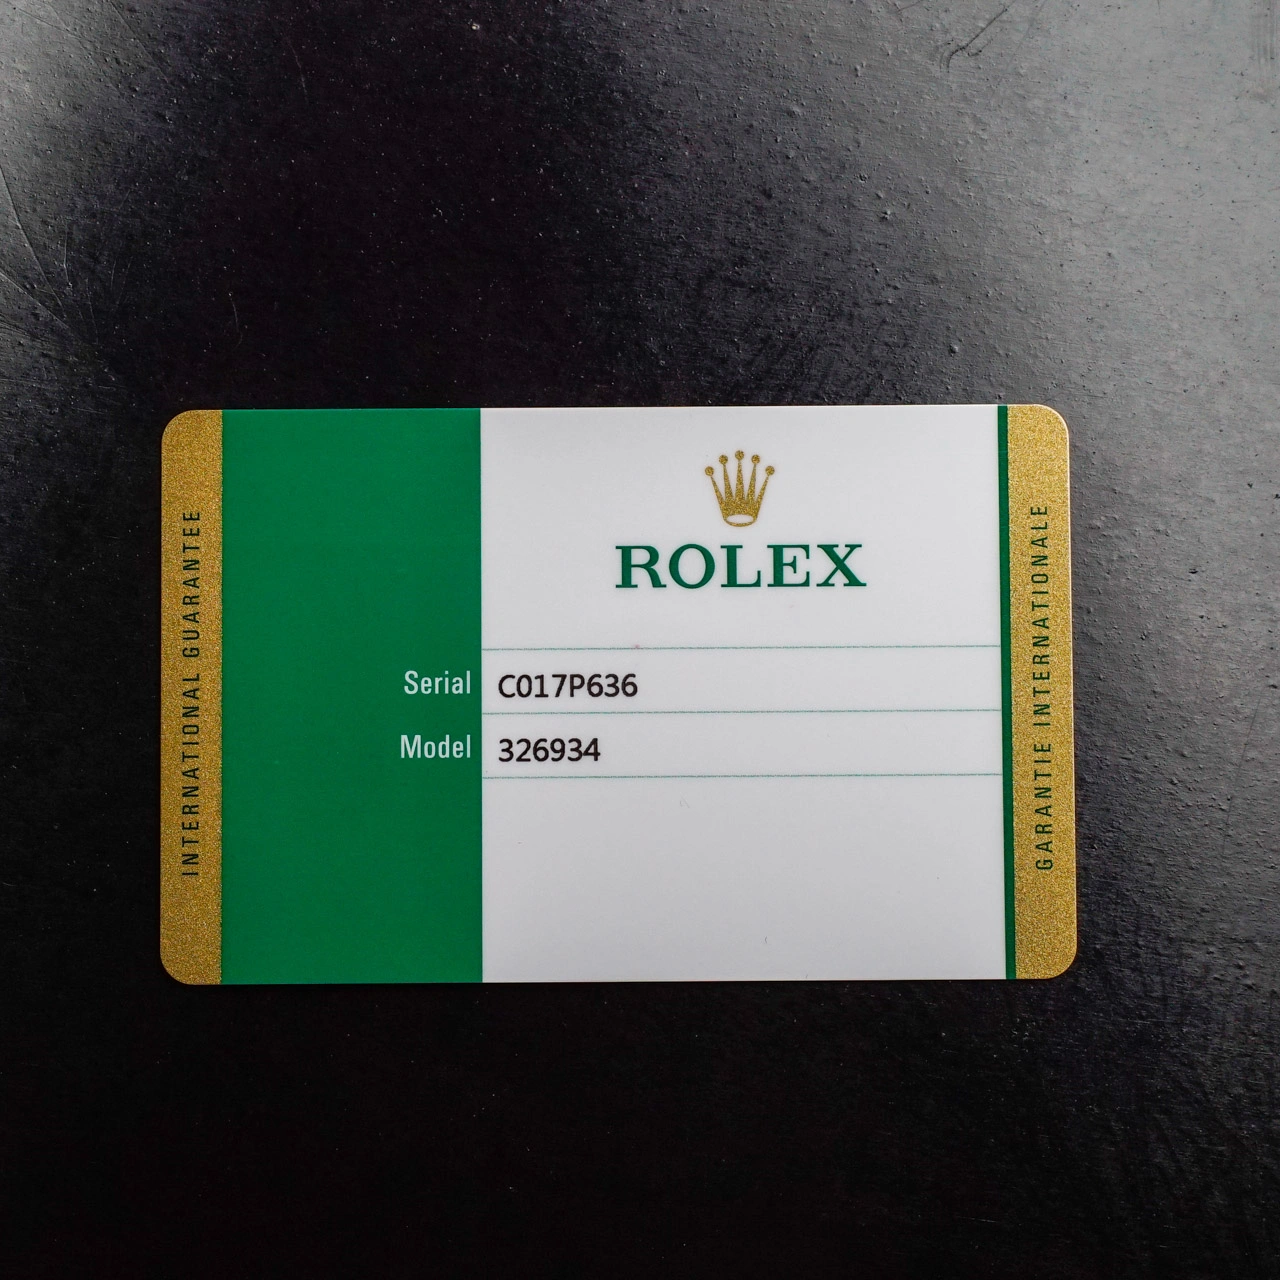 INTERNATIONAL GUARANTEE
ROLEX
Serial C017P636
Model 326934
GARANTIE INTERNATIONALE